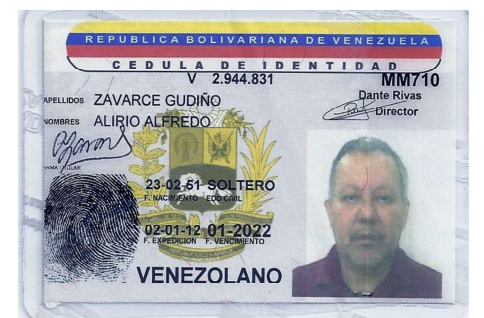 REPUBLICA BOLIVARIANA DE VENEZUELA
CEDULA DE IDENTIDAD
V 2.944.831 MM710
APELLIDOS ZAVARCE GUDIÑO Dante Rivas
Director
NOMBRES ALIRIO ALFREDO
FIRMA TITULAR
23-02-51 SOLTERO
F. NACIMIENTO EDO CIVIL
02-01-12 01-2022
F. EXPEDICION F. VENCIMIENTO
VENEZOLANO